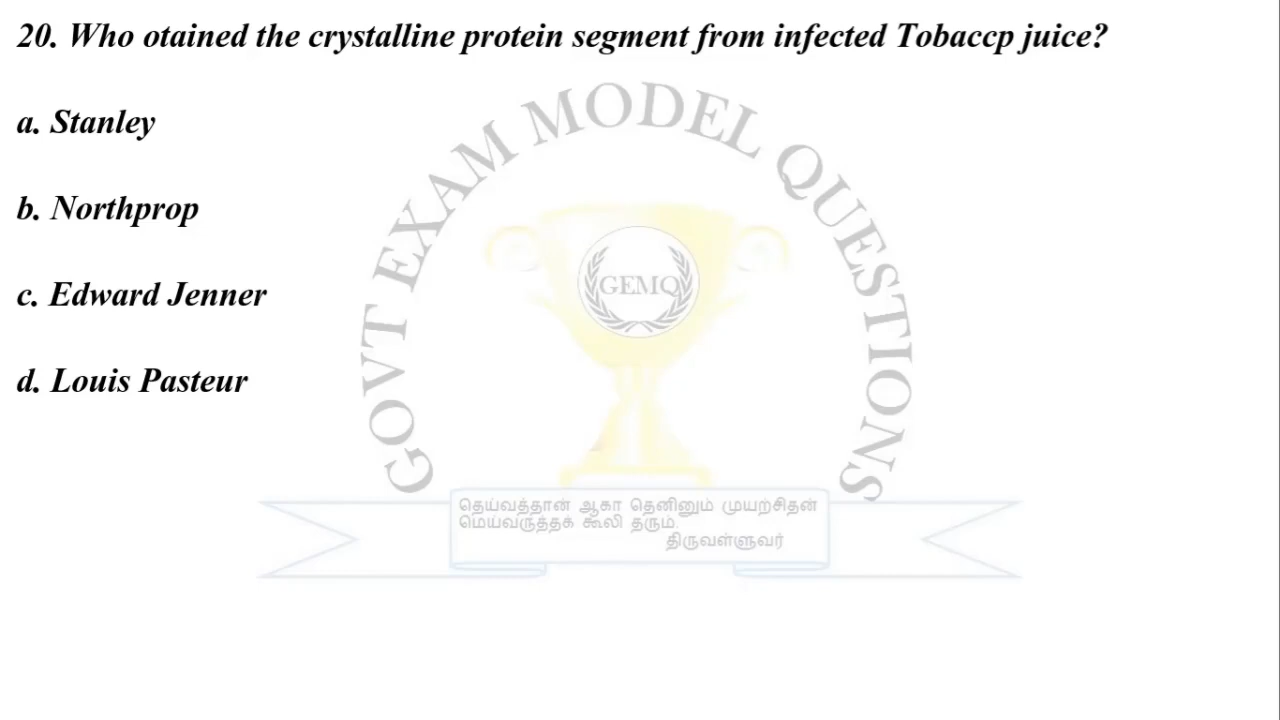 20. Who otained the crystalline protein segment from infected Tobaccp juice?
a. Stanley
b. Northprop
c. Edward Jenner
d. Louis Pasteur
GOVT EXAM MODEL QUESTIONS
GEMQ
தெய்வத்தான் ஆகா தெனினும் முயற்சிதன்
மெய்வருத்தக் கூலி தரும்.
திருவள்ளுவர்